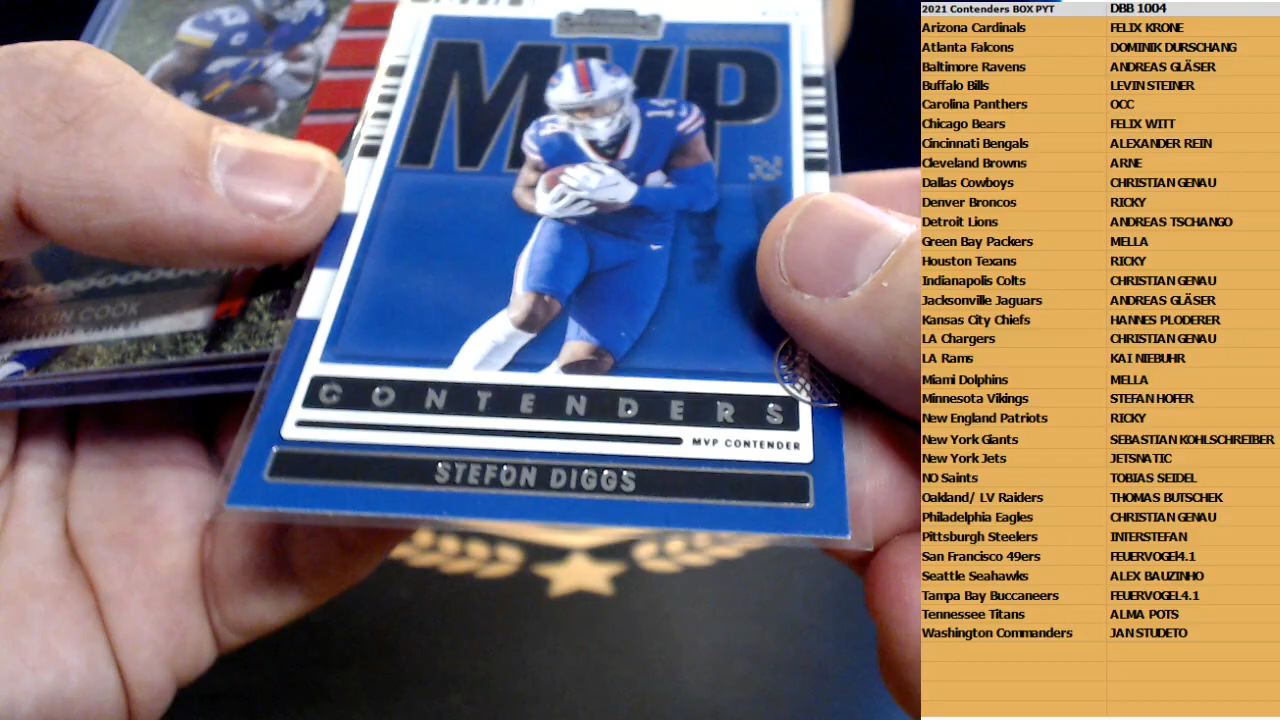 MVP
14
CONTENDERS
MVP CONTENDER
STEFON DIGGS
COOK
2021 Contenders BOX PYT DBB 1004
Arizona Cardinals FELIX KRONE
Atlanta Falcons DOMINIK DURSCHANG
Baltimore Ravens ANDREAS GLÄSER
Buffalo Bills LEVIN STEINER
Carolina Panthers OCC
Chicago Bears FELIX WITT
Cincinnati Bengals ALEXANDER REIN
Cleveland Browns ARNE
Dallas Cowboys CHRISTIAN GENAU
Denver Broncos RICKY
Detroit Lions ANDREAS TSCHANGO
Green Bay Packers MELLA
Houston Texans RICKY
Indianapolis Colts CHRISTIAN GENAU
Jacksonville Jaguars ANDREAS GLÄSER
Kansas City Chiefs HANNES PLODERER
LA Chargers CHRISTIAN GENAU
LA Rams KAI NIEBUHR
Miami Dolphins MELLA
Minnesota Vikings STEFAN HOFER
New England Patriots RICKY
New York Giants SEBASTIAN KOHLSCHREIBER
New York Jets JETSNATIC
NO Saints TOBIAS SEIDEL
Oakland/ LV Raiders THOMAS BUTSCHEK
Philadelphia Eagles CHRISTIAN GENAU
Pittsburgh Steelers INTERSTEFAN
San Francisco 49ers FEUERVOGEL4.1
Seattle Seahawks ALEX BAUZINHO
Tampa Bay Buccaneers FEUERVOGEL4.1
Tennessee Titans ALMA POTS
Washington Commanders JAN STUDETO